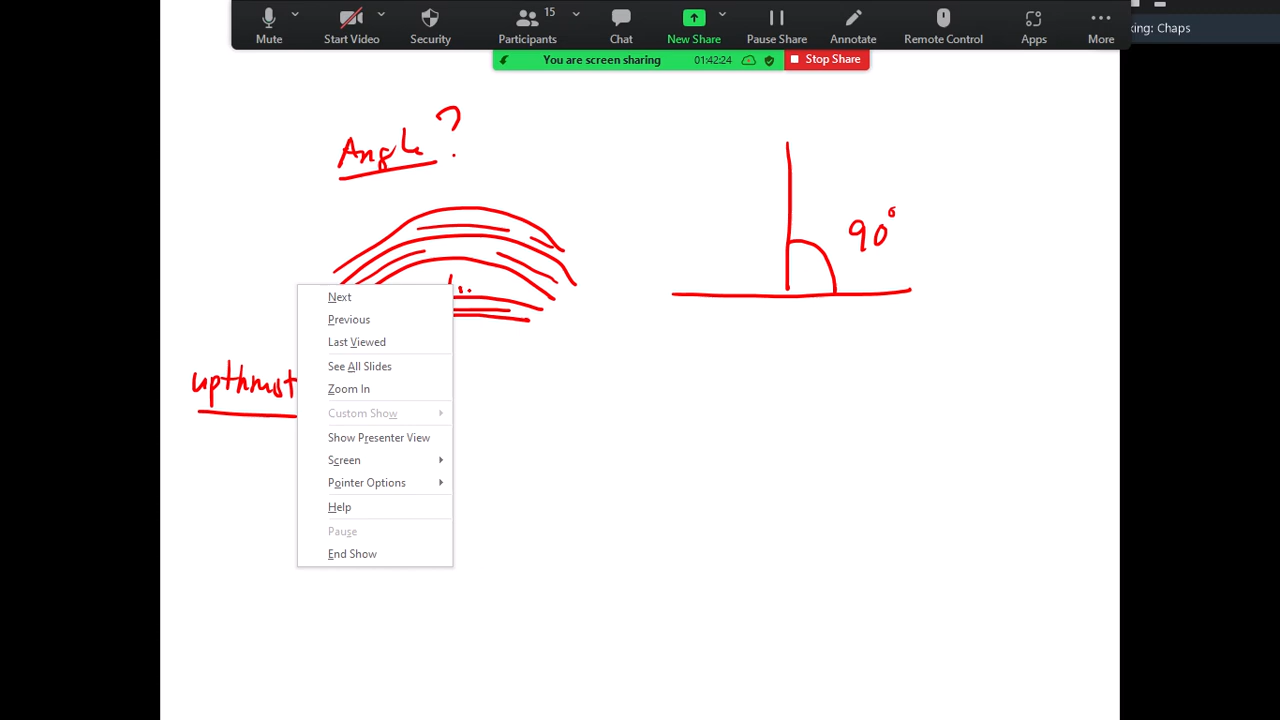 15
king: Chaps
Mute Start Video Security Participants Chat New Share Pause Share Annotate Remote Control Apps More
You are screen sharing 01:42:24 Stop Share
Angle?
90°
Next
Previous
Last Viewed
See All Slides
upthrust
Zoom In
Custom Show
Show Presenter View
Screen
Pointer Options
Help
Pause
End Show